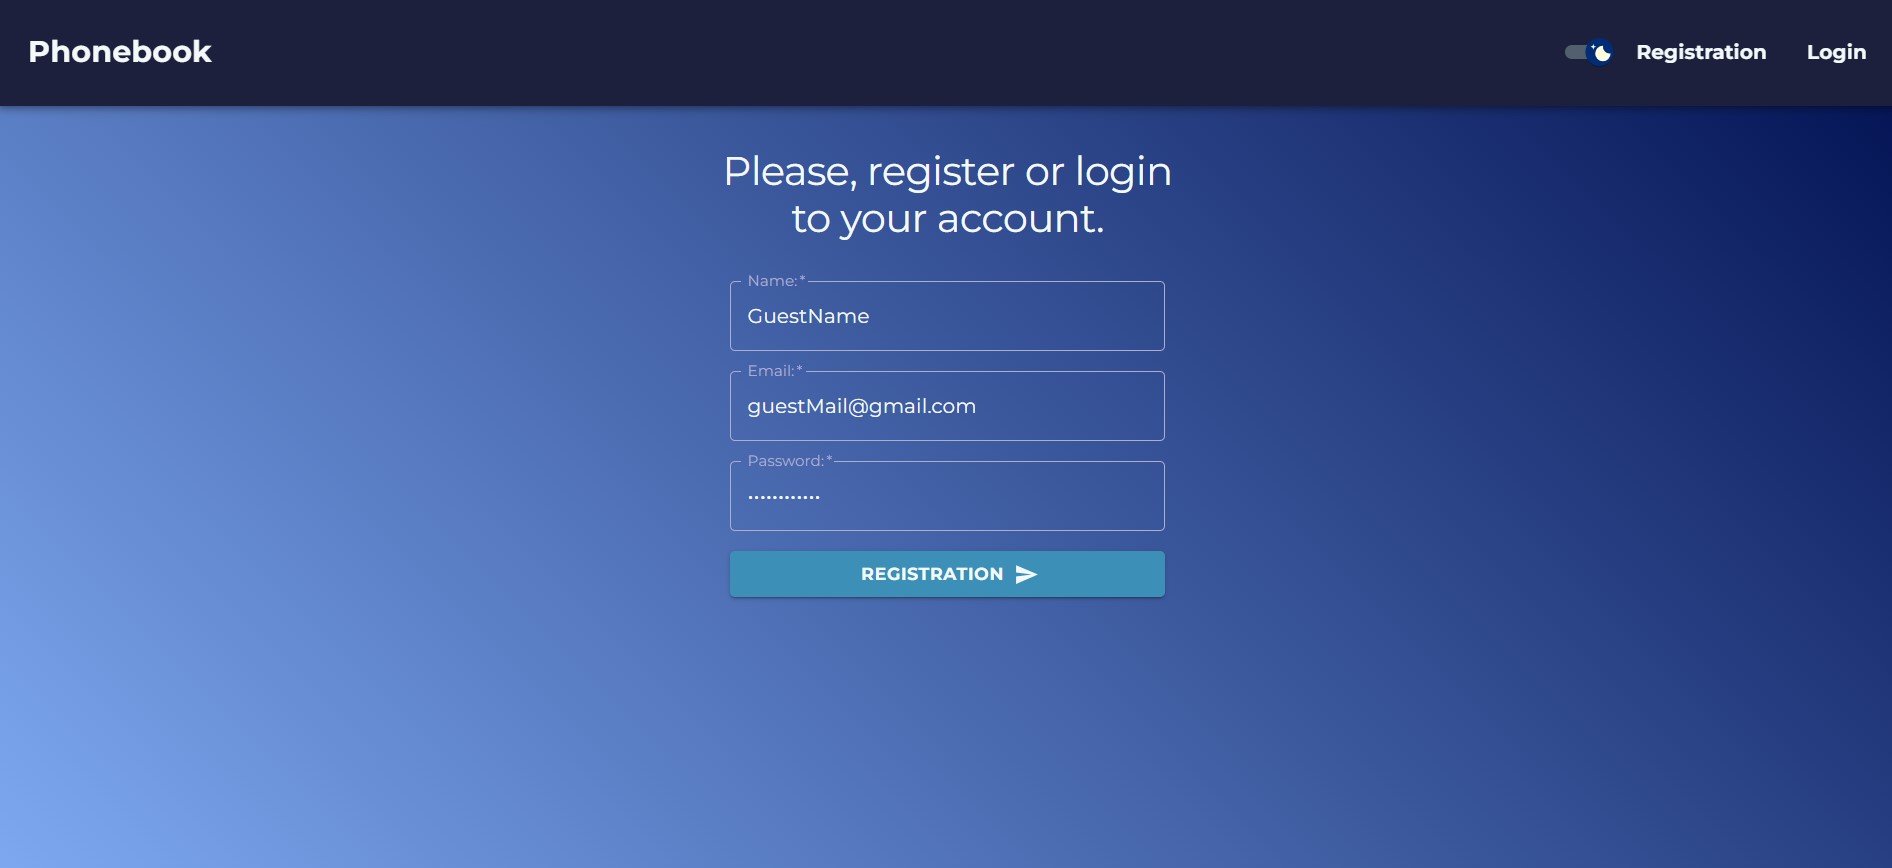 Phonebook
Registration
Login
Please, register or login
to your account.
Name:*
GuestName
Email:*
guestMail@gmail.com
Password:*
············
REGISTRATION